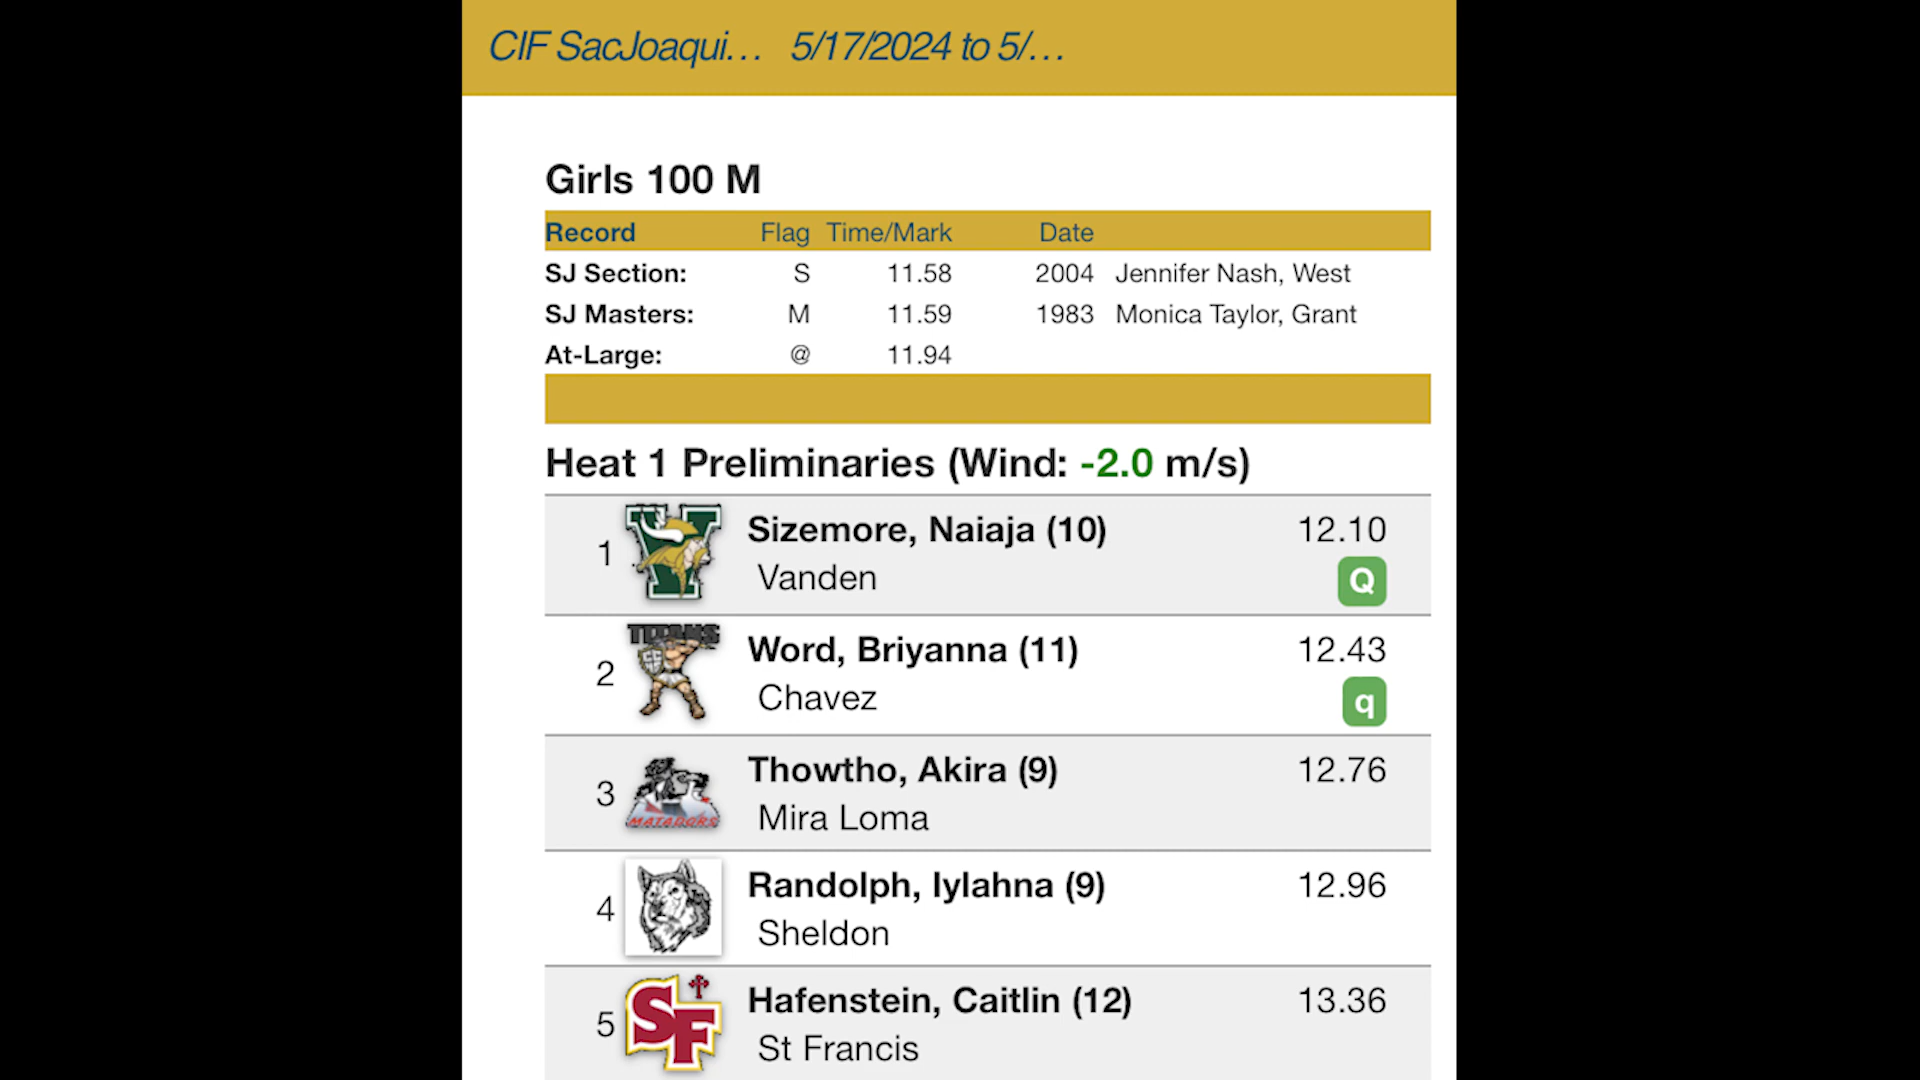 CIF SacJoaqui... 5/17/2024 to 5/...
Girls 100 M
Record Flag Time/Mark Date
SJ Section: S 11.58 2004 Jennifer Nash, West
SJ Masters: M 11.59 1983 Monica Taylor, Grant
At-Large: @ 11.94
Heat 1 Preliminaries (Wind: -2.0 m/s)
1 Sizemore, Naiaja (10) 12.10
Vanden Q
TITANS
2 Word, Briyanna (11) 12.43
Chavez q
3 Thowtho, Akira (9) 12.76
MATADORS
Mira Loma
4 Randolph, Iylahna (9) 12.96
Sheldon
5 SF Hafenstein, Caitlin (12) 13.36
St Francis